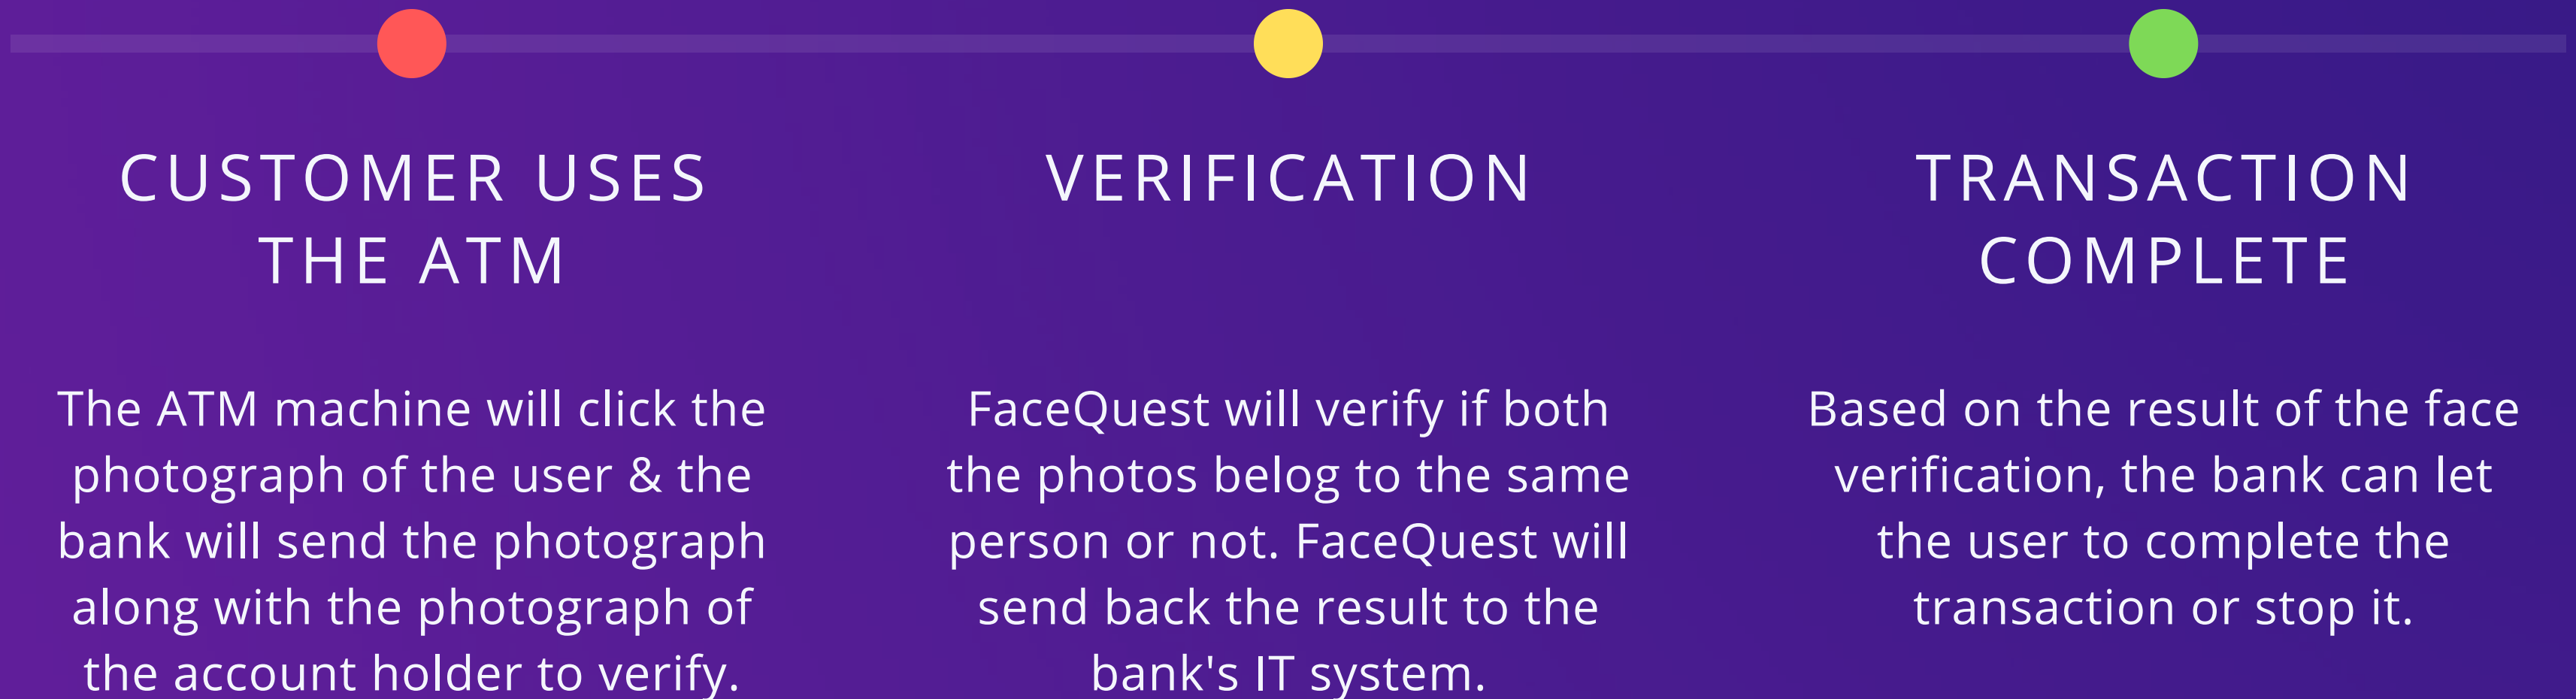 CUSTOMER USES
THE ATM
The ATM machine will click the
photograph of the user & the
bank will send the photograph
along with the photograph of
the account holder to verify.
VERIFICATION
FaceQuest will verify if both
the photos belog to the same
person or not. FaceQuest will
send back the result to the
bank's IT system.
TRANSACTION
COMPLETE
Based on the result of the face
verification, the bank can let
the user to complete the
transaction or stop it.